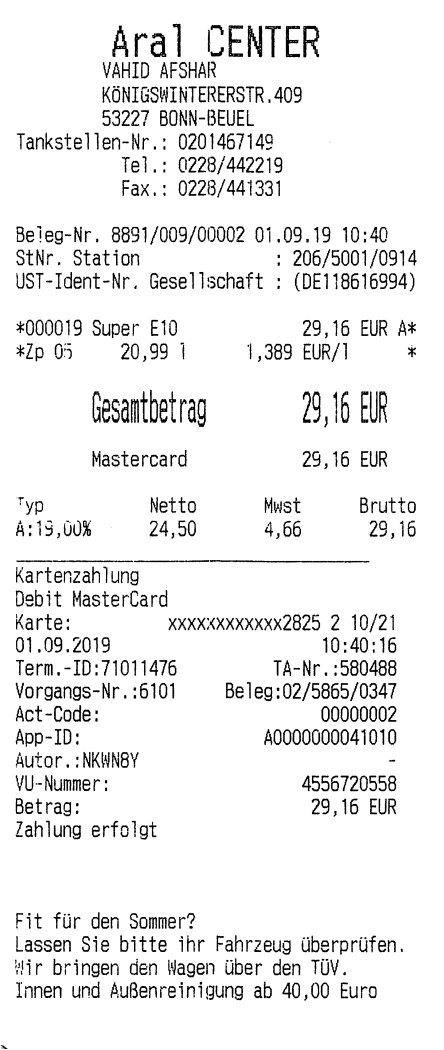 Aral CENTER
VAHID AFSHAR
KÖNIGSWINTERERSTR.409
53227 BONN-BEUEL
Tankstellen-Nr.: 0201467149
Tel.: 0228/442219
Fax.: 0228/441331
Beleg-Nr. 8891/009/00002 01.09.19 10:40
StNr. Station : 206/5001/0914
UST-Ident-Nr. Gesellschaft : (DE118616994)
*000019 Super E10 29,16 EUR A*
*Zp 05 20,99 l 1,389 EUR/l *
Gesamtbetrag 29,16 EUR
Mastercard 29,16 EUR
Typ Netto Mwst Brutto
A:19,00% 24,50 4,66 29,16
Kartenzahlung
Debit MasterCard
Karte: xxxxxxxxxxxx2825 2 10/21
01.09.2019 10:40:16
Term.-ID:71011476 TA-Nr.:580488
Vorgangs-Nr.:6101 Beleg:02/5865/0347
Act-Code: 00000002
App-ID: A0000000041010
Autor.:NKWN8Y -
VU-Nummer: 4556720558
Betrag: 29,16 EUR
Zahlung erfolgt
Fit für den Sommer?
Lassen Sie bitte ihr Fahrzeug überprüfen.
Wir bringen den Wagen über den TÜV.
Innen und Außenreinigung ab 40,00 Euro